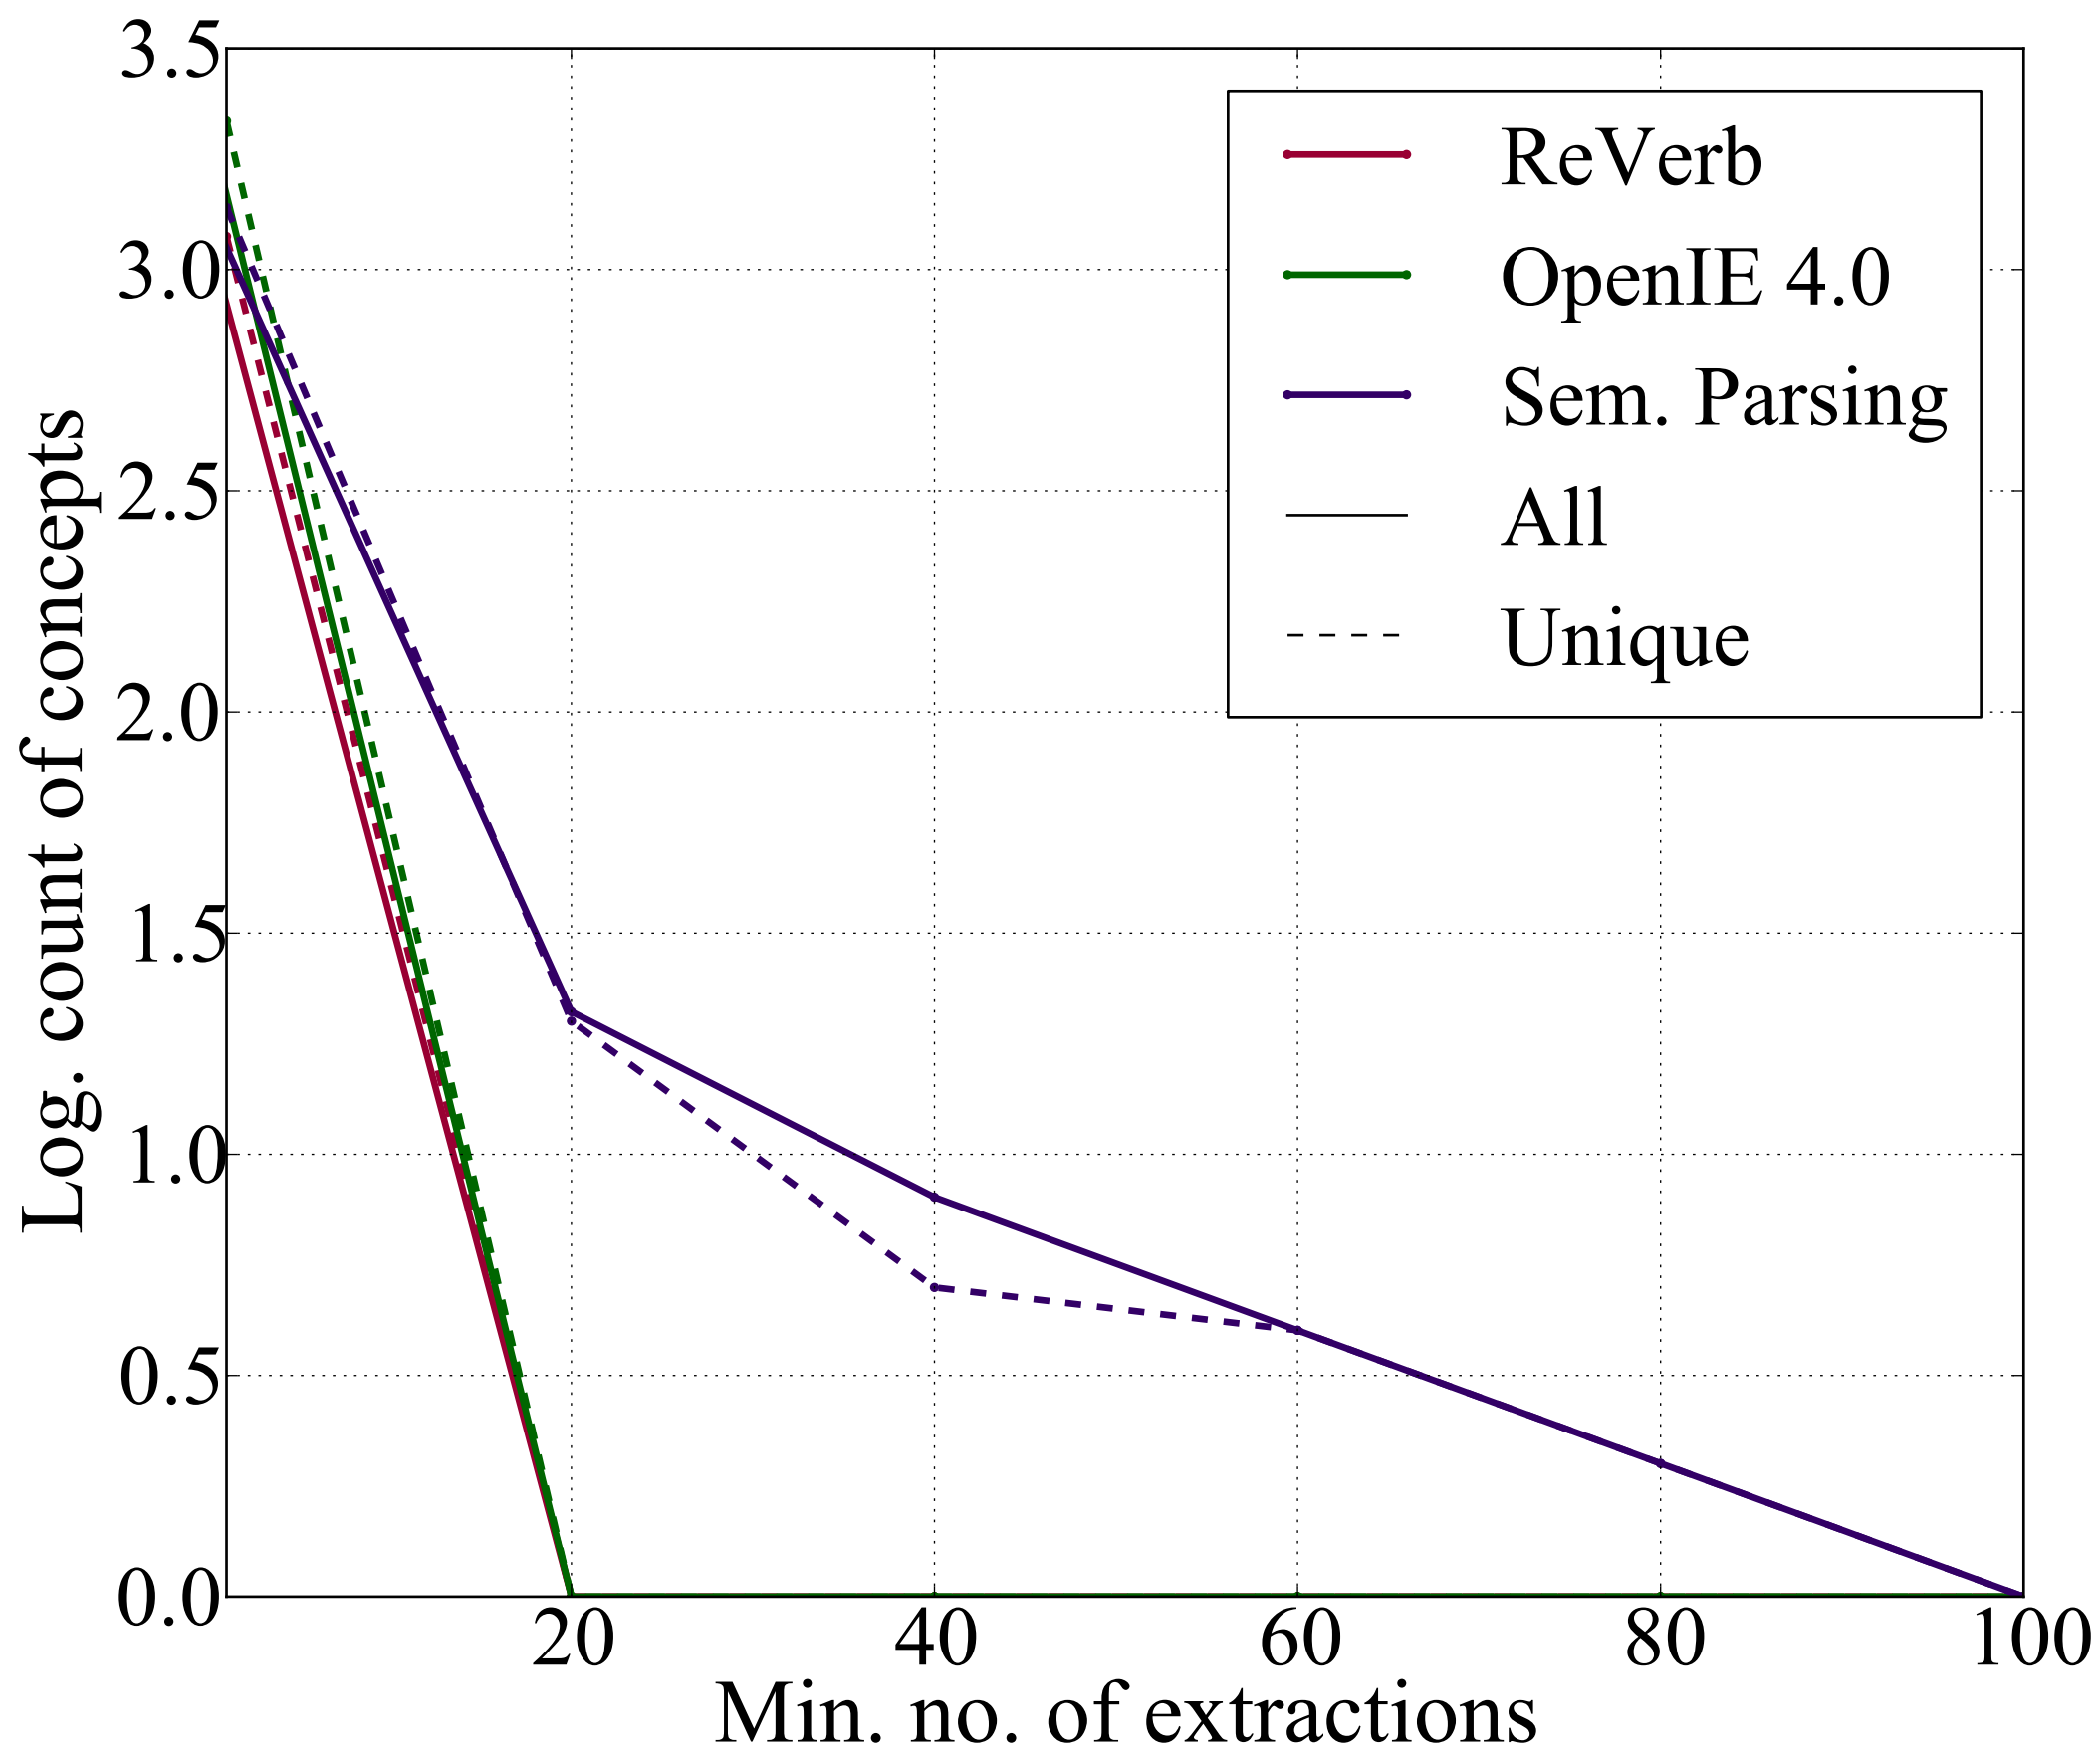 3.5
3.0
2.5
2.0
1.5
1.0
0.5
0.0
Log. count of concepts
ReVerb
OpenIE 4.0
Sem. Parsing
All
Unique
20 40 60 80 100
Min. no. of extractions